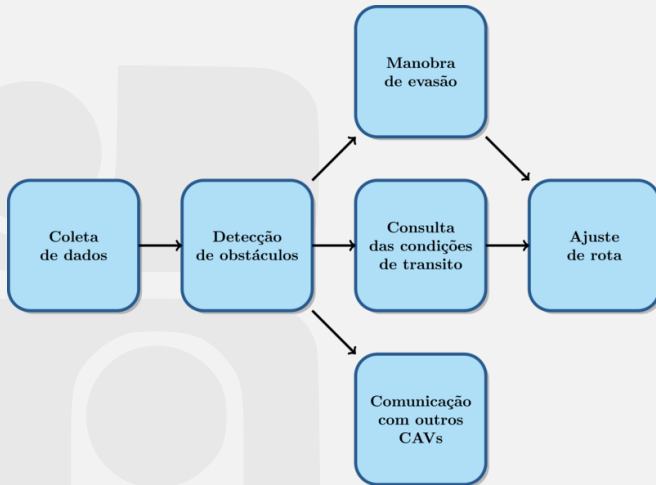 Manobra
de evasão
Coleta
de dados
Detecção
de obstáculos
Consulta
das condições
de transito
Ajuste
de rota
Comunicação
com outros
CAVs